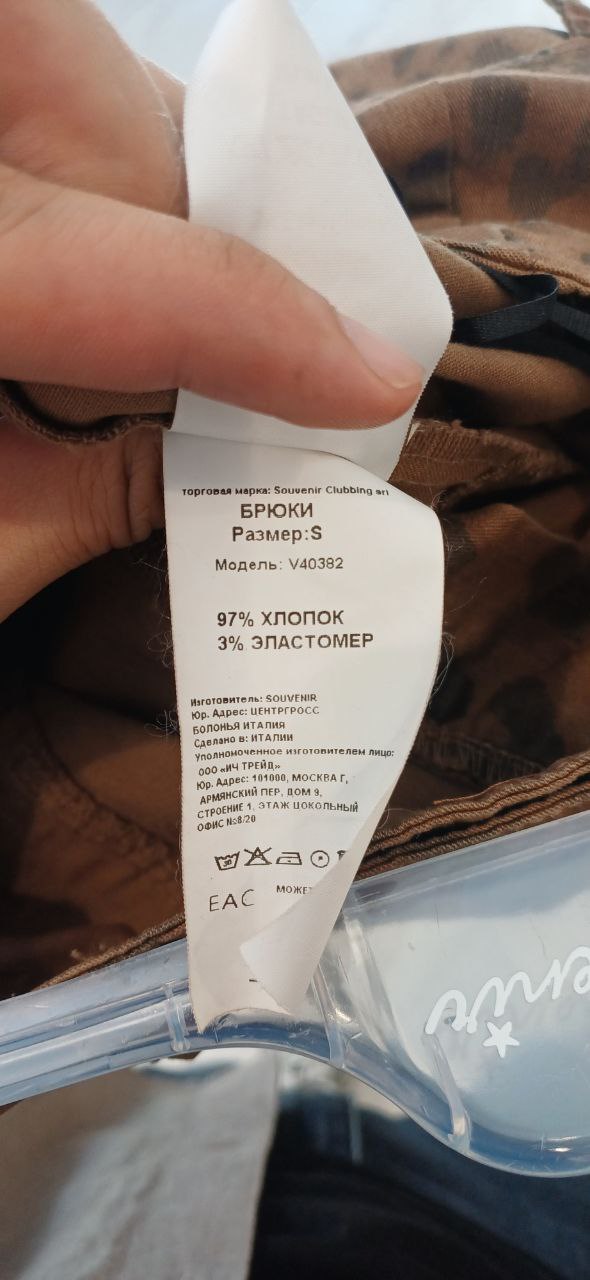 торговая марка: Souvenir Clubbing srl
БРЮКИ
Размер:S
Модель: V40382
97% ХЛОПОК
3% ЭЛАСТОМЕР
Изготовитель: SOUVENIR
Юр. Адрес: ЦЕНТРГРОСС
БОЛОНЬЯ ИТАЛИЯ
Сделано в: ИТАЛИИ
Уполномоченное изготовителем лицо:
ООО «ИЧ ТРЕЙД»
Юр. Адрес: 101000, МОСКВА Г,
АРМЯНСКИЙ ПЕР, ДОМ 9,
СТРОЕНИЕ 1, ЭТАЖ ЦОКОЛЬНЫЙ
ОФИС №8/20
30
EAC МОЖЕТ